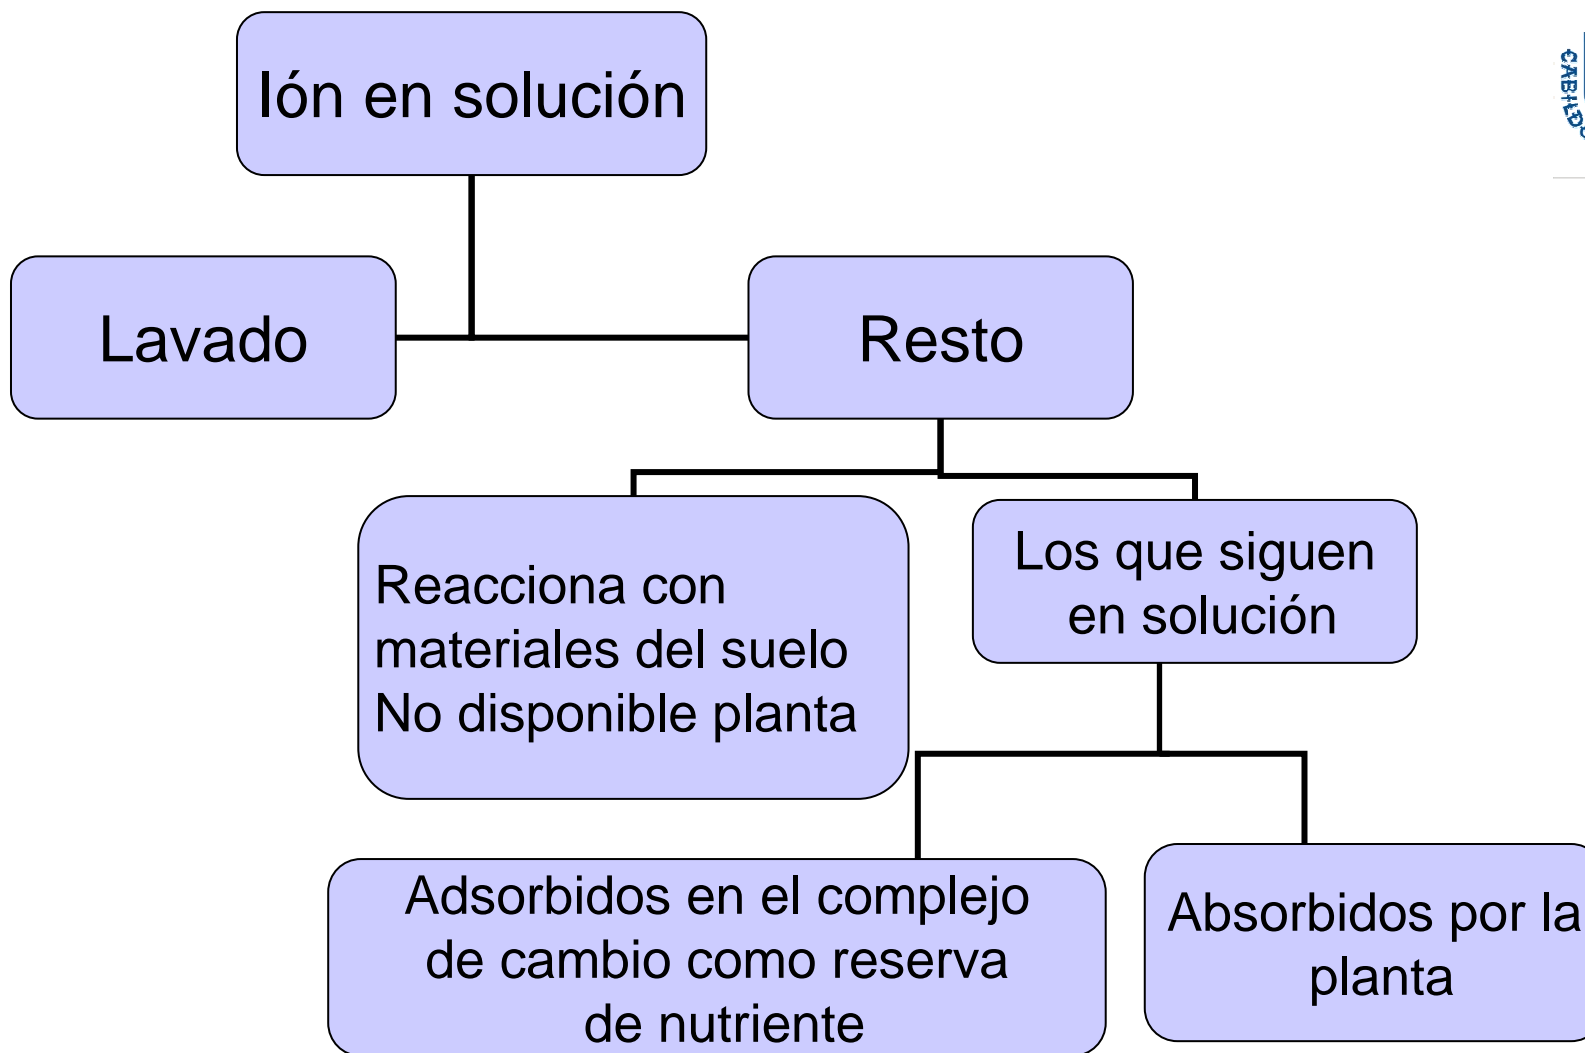 Ión en solución
Lavado
Resto
Reacciona con
materiales del suelo
No disponible planta
Los que siguen
en solución
Adsorbidos en el complejo
de cambio como reserva
de nutriente
Absorbidos por la
planta